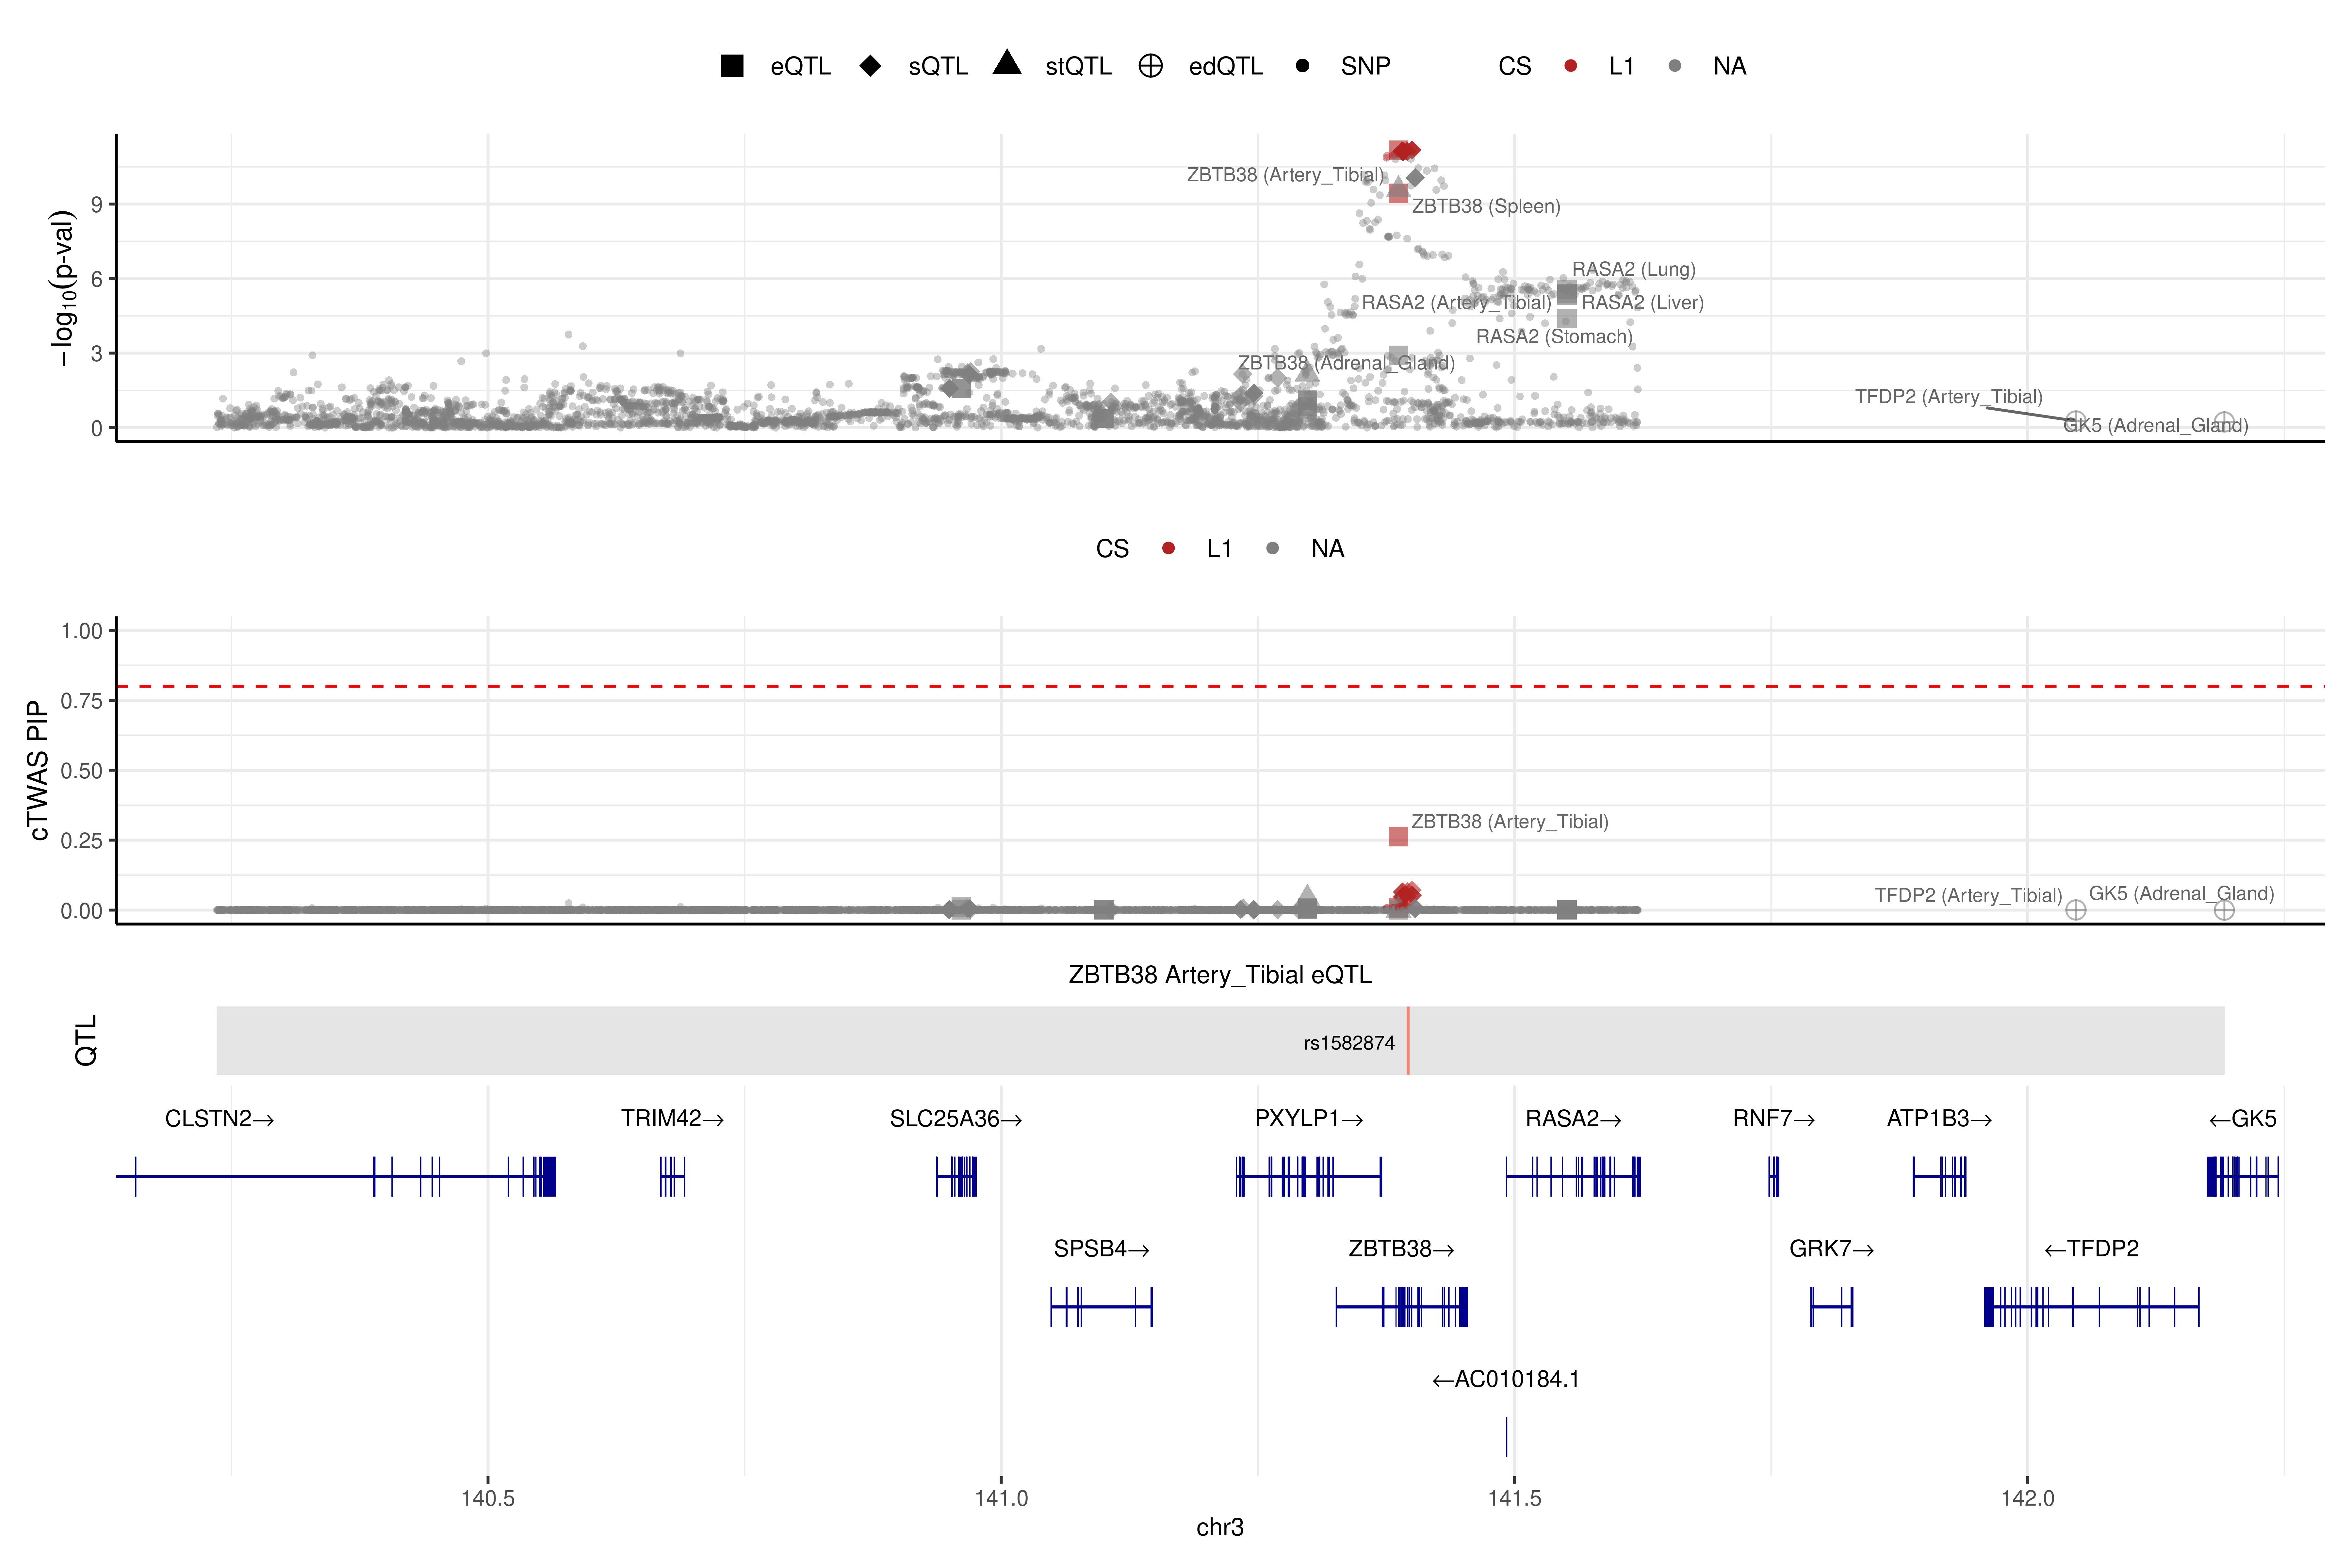 eQTL sQTL stQTL edQTL SNP CS L1 NA
−log10(p-val)
9
6
3
0
ZBTB38 (Artery_Tibial)
ZBTB38 (Spleen)
RASA2 (Lung)
RASA2 (Artery_Tibial)
RASA2 (Liver)
RASA2 (Stomach)
ZBTB38 (Adrenal_Gland)
TFDP2 (Artery_Tibial)
GK5 (Adrenal_Gland)
CS L1 NA
cTWAS PIP
1.00
0.75
0.50
0.25
0.00
ZBTB38 (Artery_Tibial)
TFDP2 (Artery_Tibial)
GK5 (Adrenal_Gland)
ZBTB38 Artery_Tibial eQTL
QTL
rs1582874
CLSTN2→ TRIM42→ SLC25A36→ PXYLP1→ RASA2→ RNF7→ ATP1B3→ ←GK5
SPSB4→ ZBTB38→ GRK7→ ←TFDP2
←AC010184.1
140.5 141.0 141.5 142.0
chr3